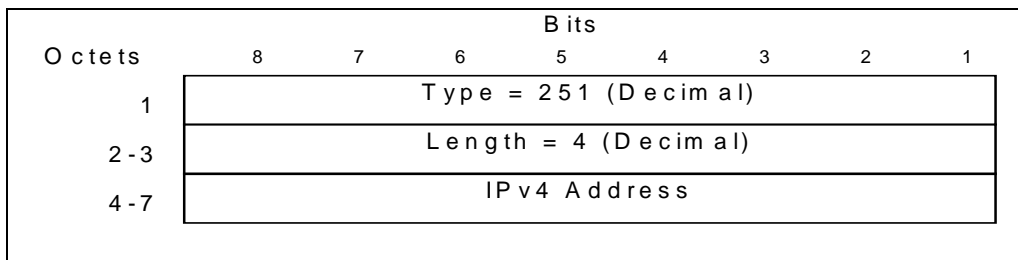 Bits
Octets 8 7 6 5 4 3 2 1
1 Type = 251 (Decimal)
2-3 Length = 4 (Decimal)
4-7 IPv4 Address